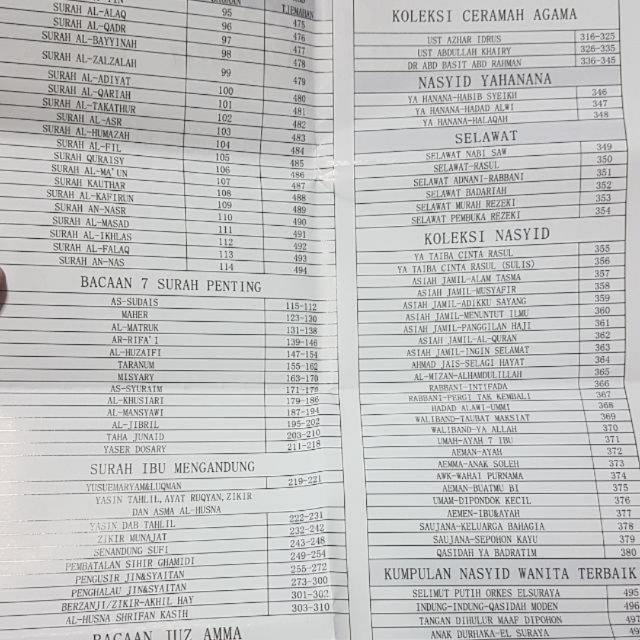 SURAH AL-ALAQ 95 475
SURAH AL-QADR 96 476
SURAH AL-BAYYINAH 97 477
SURAH AL-ZALZALAH 98 478
SURAH AL-ADIYAT 99 479
SURAH AL-QARIAH 100 480
SURAH AL-TAKATHUR 101 481
SURAH AL-ASR 102 482
SURAH AL-HUMAZAH 103 483
SURAH AL-FIL 104 484
SURAH QURAISY 105 485
SURAH AL-MA'UN 106 486
SURAH KAUTHAR 107 487
SURAH AL-KAFIRUN 108 488
SURAH AN-NASR 109 489
SURAH AL-MASAD 110 490
SURAH AL-IKHLAS 111 491
SURAH AL-FALAQ 112 492
SURAH AN-NAS 113 493
114 494
BACAAN 7 SURAH PENTING
AS-SUDAIS 115-112
MAHER 123-130
AL-MATRUK 131-138
AR-RIFA'I 139-146
AL-HUZAIFI 147-154
TARANUM 155-162
MISYARY 163-170
AS-SYURAIM 171-178
AL-KHUSIARI 179-186
AL-MANSYAWI 187-194
AL-JIBRIL 195-202
TAHA JUNAID 203-210
YASER DOSARY 211-218
SURAH IBU MENGANDUNG
YUSUF&MARYAM&LUQMAN 219-221
YASIN TAHLIL, AYAT RUQYAN, ZIKIR
DAN ASMA AL-HUSNA
YASIN DAB TAHLIL 222-231
ZIKIR MUNAJAT 232-242
SENANDUNG SUFI 243-248
PEMBATALAN SIHIR GHAMIDI 249-254
PENGUSIR JIN&SYAITAN 255-272
PENGHALAU JIN&SYAITAN 273-300
BERZANJI/ZIKIR-AKHIL HAY 301-302
AL-HUSNA SHRIFAN KASIH 303-310
BACAAN JUZ AMMA
KOLEKSI CERAMAH AGAMA
UST AZHAR IDRUS 316-325
UST ABDULLAH KHAIRY 326-335
DR ABD BASIT ABD RAHMAN 336-345
NASYID YAHANANA
YA HANANA-HABIB SYEIKH 346
YA HANANA-HADAD ALWI 347
YA HANANA-HALAQAH 348
SELAWAT
SELAWAT NABI SAW 349
SELAWAT-RASUL 350
SELAWAT ADNANI-RABBANI 351
SELAWAT BADARIAH 352
SELAWAT MURAH REZEKI 353
SELAWAT PEMBUKA REZEKI 354
KOLEKSI NASYID
YA TAIBA CINTA RASUL 355
YA TAIBA CINTA RASUL (SULIS) 356
ASIAH JAMIL-ALAM TASMA 357
ASIAH JAMIL-MUSYAFIR 358
ASIAH JAMIL-ADIKKU SAYANG 359
ASIAH JAMIL-MENUNTUT ILMU 360
ASIAH JAMIL-PANGGILAN HAJI 361
ASIAH JAMIL-AL-QURAN 362
ASIAH JAMIL-INGIN SELAMAT 363
AHMAD JAIS-SELAGI HAYAT 364
AL-MIZAN-ALHAMDULILLAH 365
RABBANI-INTIFADA 366
RABBANI-PERGI TAK KEMBALI 367
HADAD ALAWI-UMMI 368
WALIBAND-TAUBAT MAKSIAT 369
WALIBAND-YA ALLAH 370
UMAH-AYAH 7 IBU 371
AEMAN-AYAH 372
AEMMA-ANAK SOLEH 373
AWK-WAHAI PURNAMA 374
AEMAN-BUATMU BI 375
UMAM-DIPONDOK KECIL 376
AEMEN-IBU&AYAH 377
SAUJANA-KELUARGA BAHAGIA 378
SAUJANA-SEPOHON KAYU 379
QASIDAH YA BADRATIM 380
KUMPULAN NASYID WANITA TERBAIK
SELIMUT PUTIH ORKES ELSURAYA 495
INDUNG-INDUNG-QASIDAH MODEN 496
TANGAN DIHULUR MAAF DIPOHON
ANAK DURHAKA-EL SURAYA